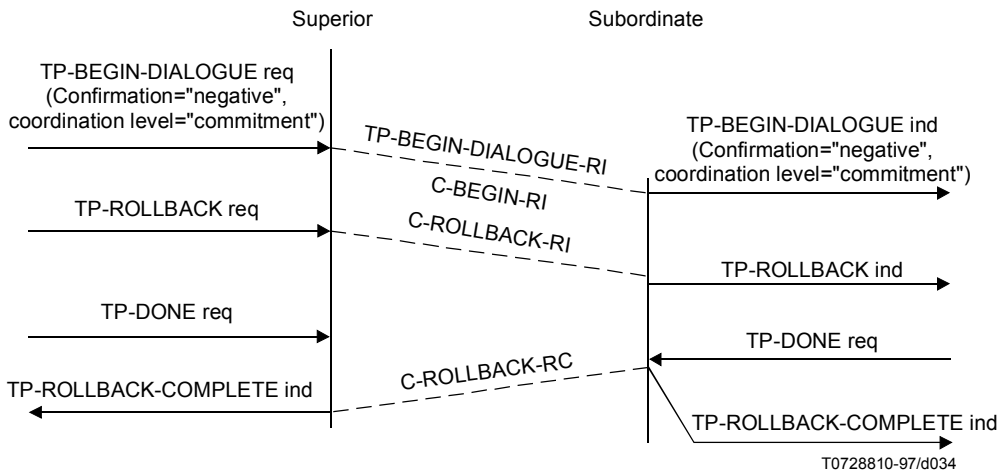 Superior
Subordinate
TP-BEGIN-DIALOGUE req
(Confirmation="negative",
coordination level="commitment")
TP-BEGIN-DIALOGUE-RI
C-BEGIN-RI
TP-BEGIN-DIALOGUE ind
(Confirmation="negative",
coordination level="commitment")
TP-ROLLBACK req
C-ROLLBACK-RI
TP-ROLLBACK ind
TP-DONE req
TP-DONE req
C-ROLLBACK-RC
TP-ROLLBACK-COMPLETE ind
TP-ROLLBACK-COMPLETE ind
T0728810-97/d034